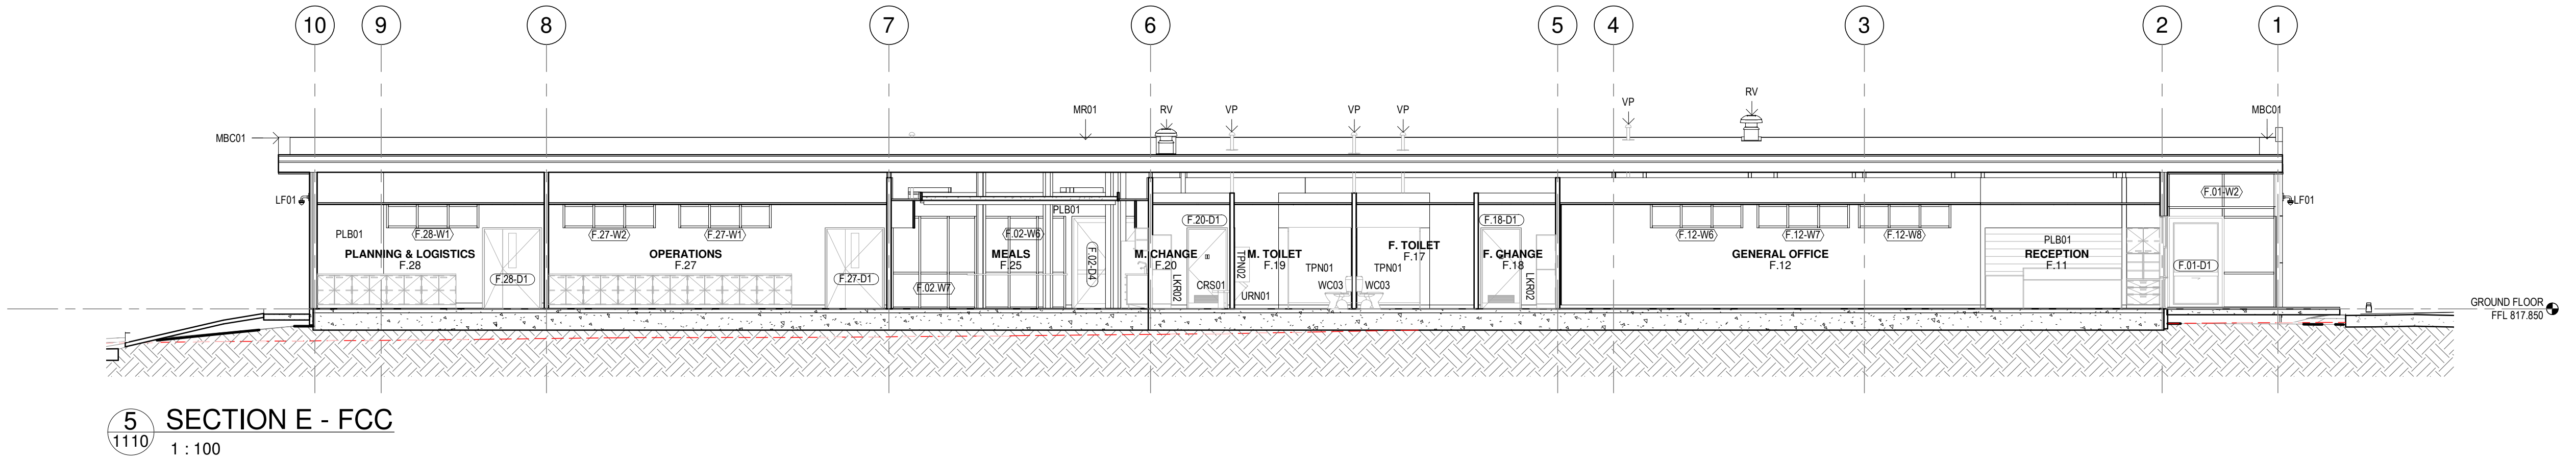 10 9 8 7 6 5 4 3 2 1
MBC01 MR01 RV VP VP VP VP RV MBC01
LF01 F.01-W2 LF01
PLB01 F.28-W1 F.27-W2 F.27-W1 PLB01 F.02-W6 F.20-D1 F.18-D1 F.12-W6 F.12-W7 F.12-W8 PLB01
PLANNING & LOGISTICS
F.28
F.28-D1
OPERATIONS
F.27
F.27-D1
MEALS
F.25
F.02.W7
F.02-D4
M. CHANGE
F.20
LKR02
CRS01
TPN02
URN01
M. TOILET
F.19
TPN01
WC03
F. TOILET
F.17
TPN01
WC03
F. CHANGE
F.18
LKR02
GENERAL OFFICE
F.12
RECEPTION
F.11
F.01-D1
GROUND FLOOR
FFL 817.850
5
1110
SECTION E - FCC
1 : 100